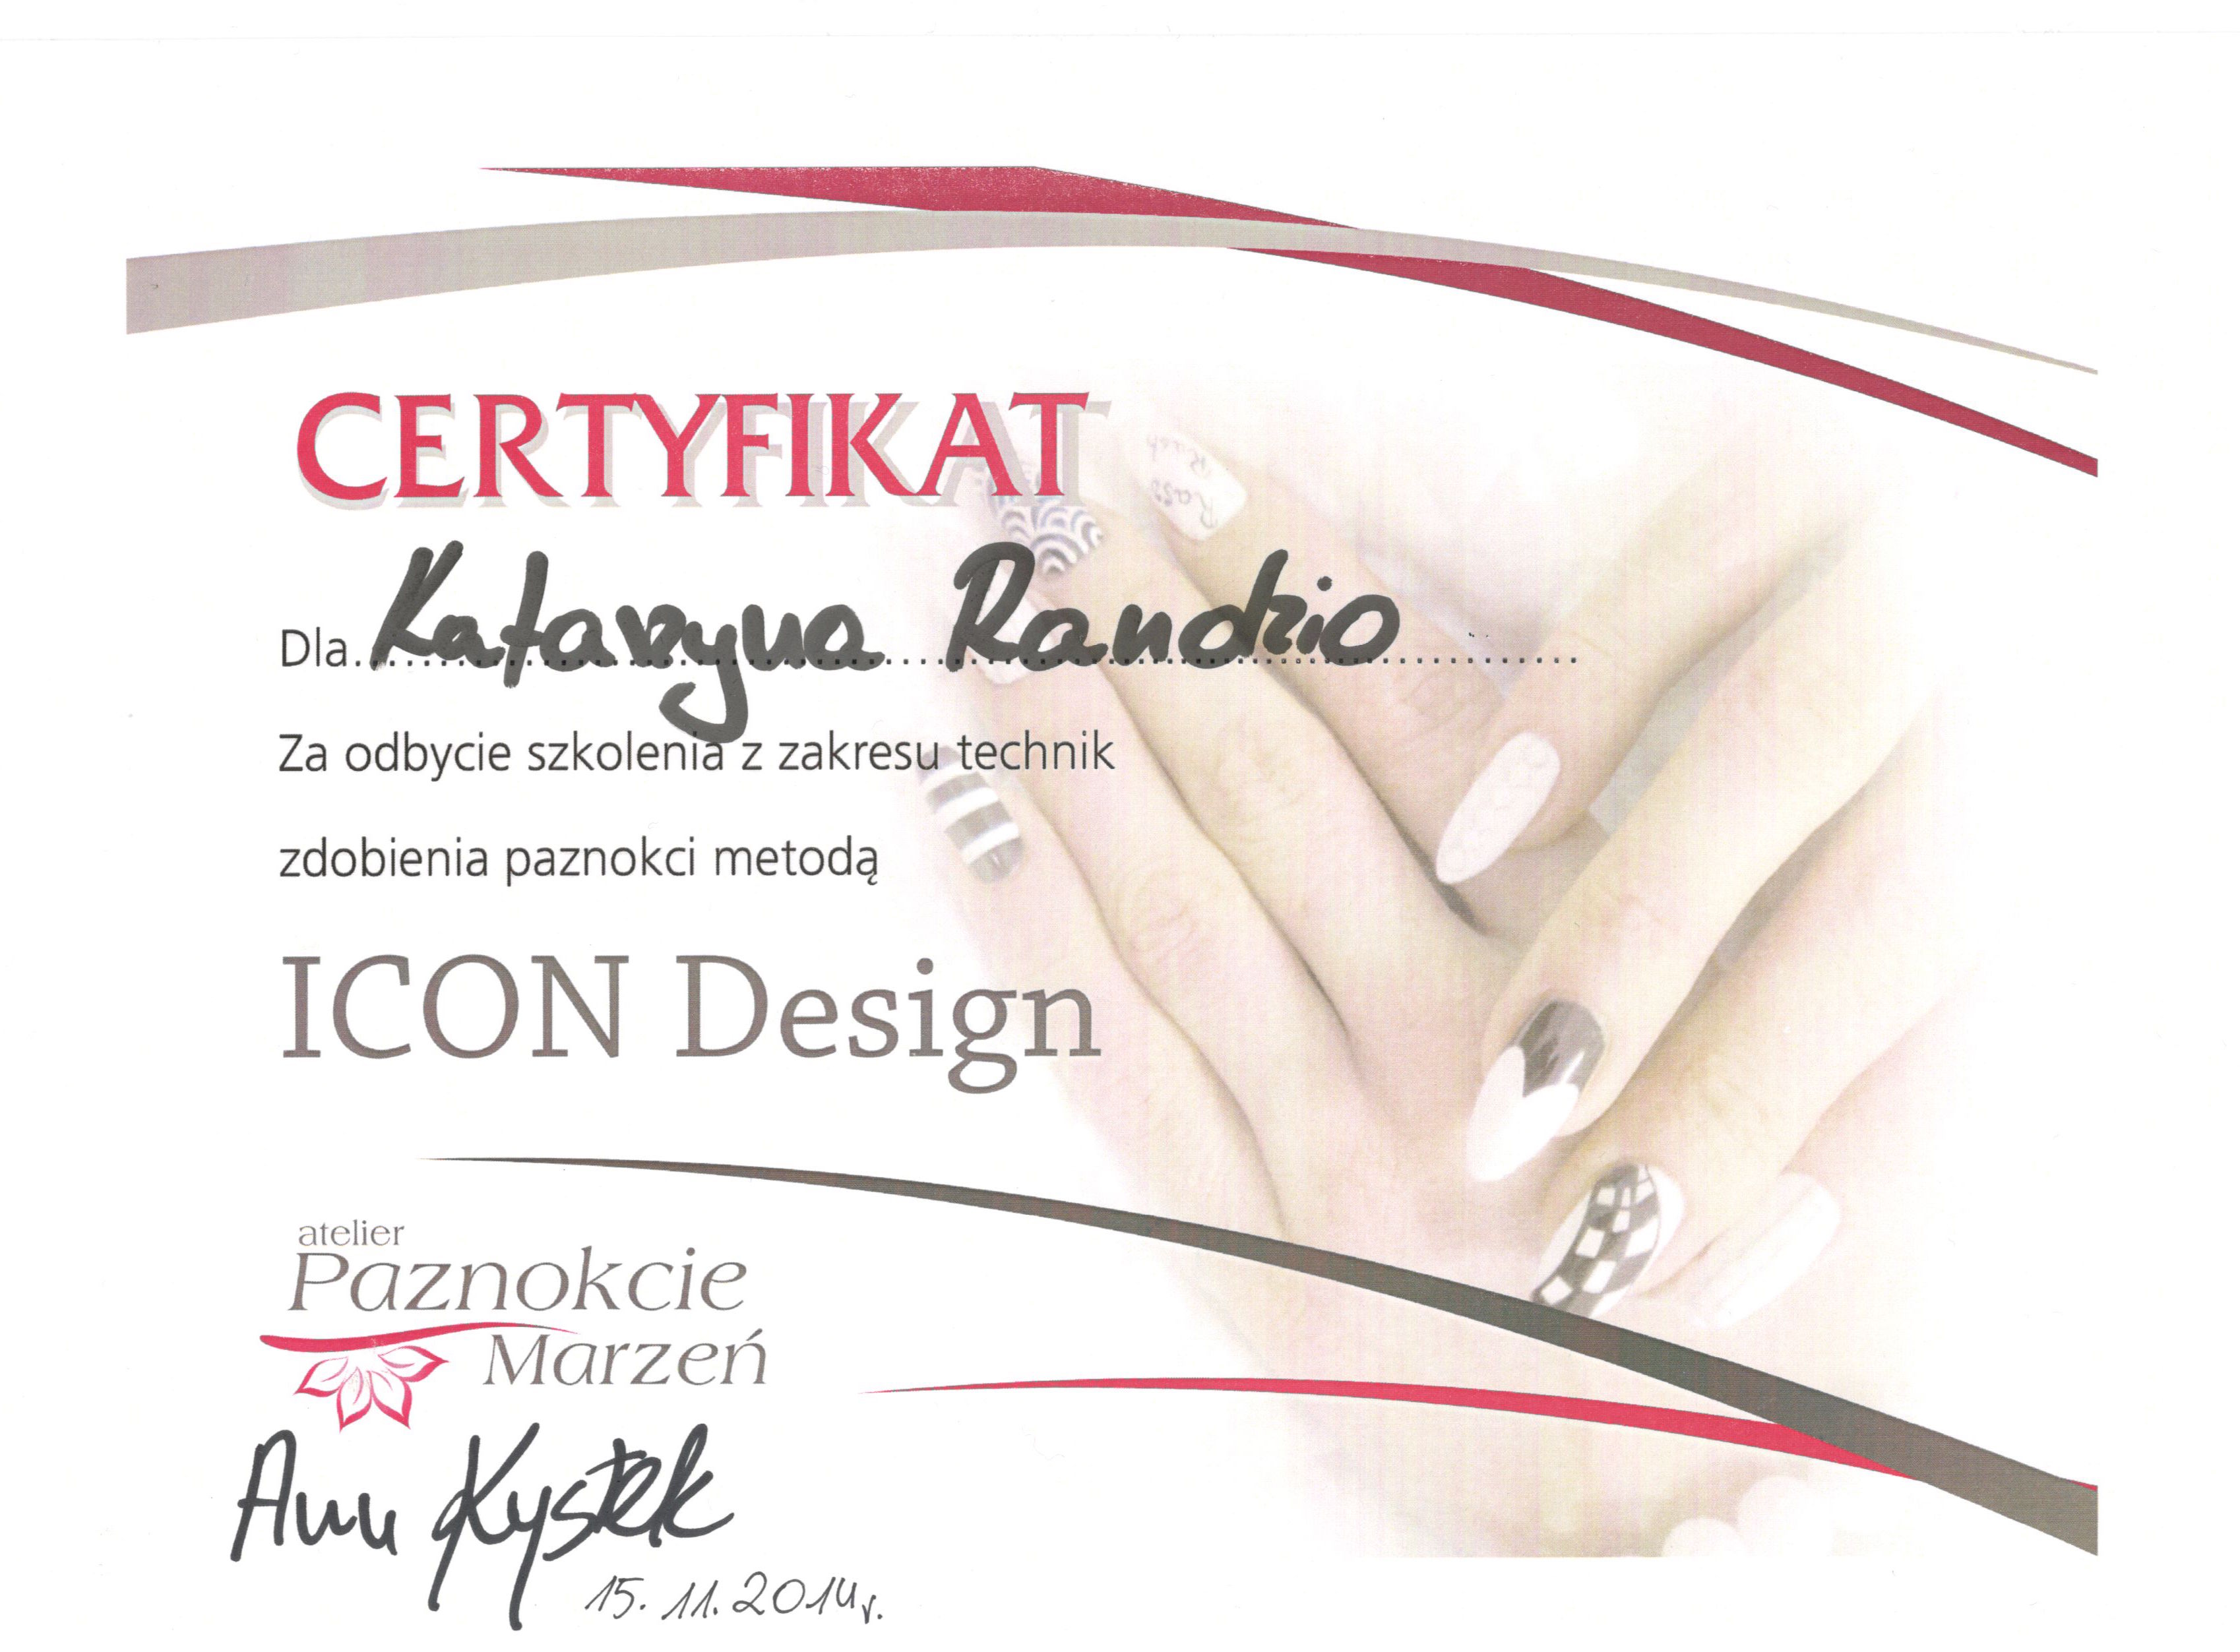 CERTYFIKAT
Dla Katarzyna Randzio
Za odbycie szkolenia z zakresu technik
zdobienia paznokci metodą
ICON Design
atelier
Paznokcie
Marzeń
15.11.2014r.